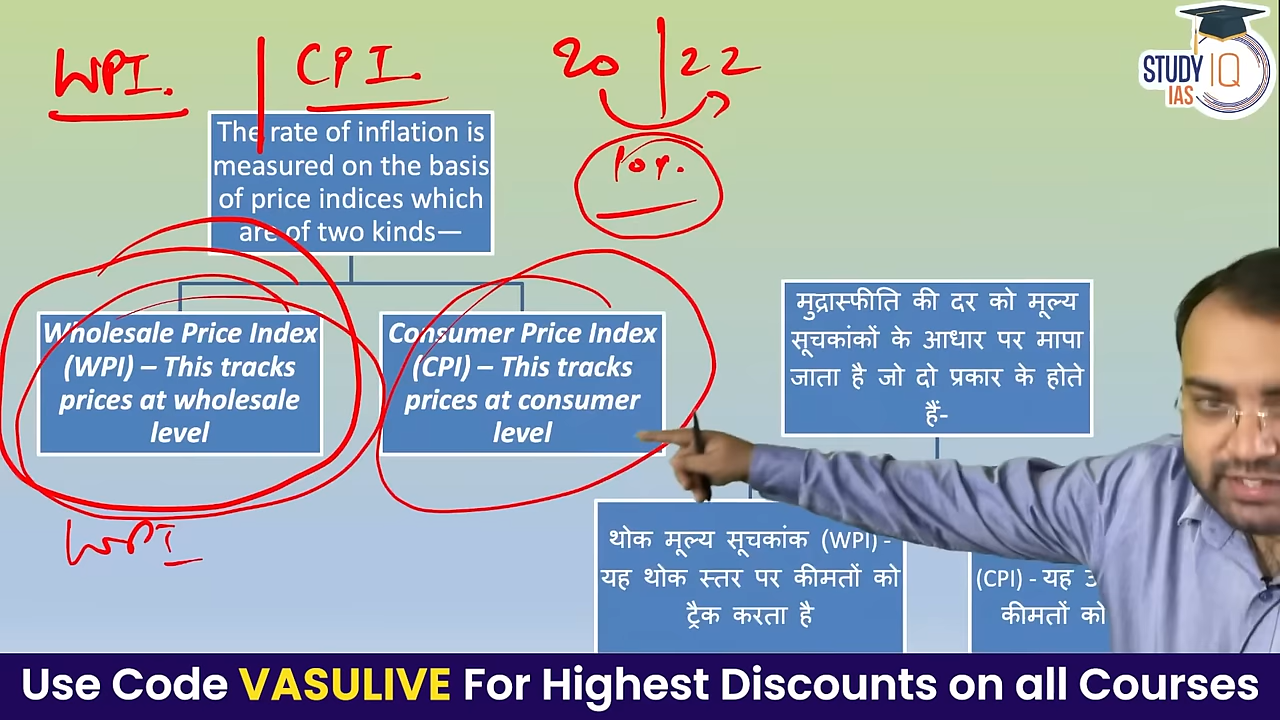 WPI.
CPI.
20 22
10%.
STUDY IQ
IAS
The rate of inflation is
measured on the basis
of price indices which
are of two kinds—
Wholesale Price Index
(WPI) – This tracks
prices at wholesale
level
Consumer Price Index
(CPI) – This tracks
prices at consumer
level
WPI
मुद्रास्फीति की दर को मूल्य
सूचकांकों के आधार पर मापा
जाता है जो दो प्रकार के होते
हैं-
थोक मूल्य सूचकांक (WPI) -
यह थोक स्तर पर कीमतों को
ट्रैक करता है
(CPI) - यह
कीमतों को
Use Code VASULIVE For Highest Discounts on all Courses